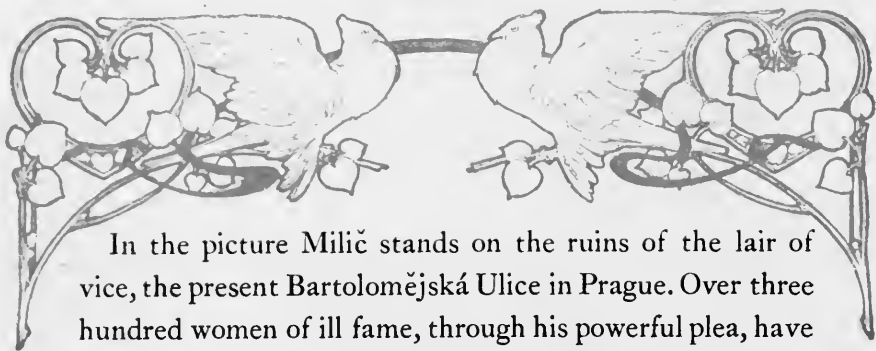 In the picture Milič stands on the ruins of the lair of
vice, the present Bartolomějská Ulice in Prague. Over three
hundred women of ill fame, through his powerful plea, have